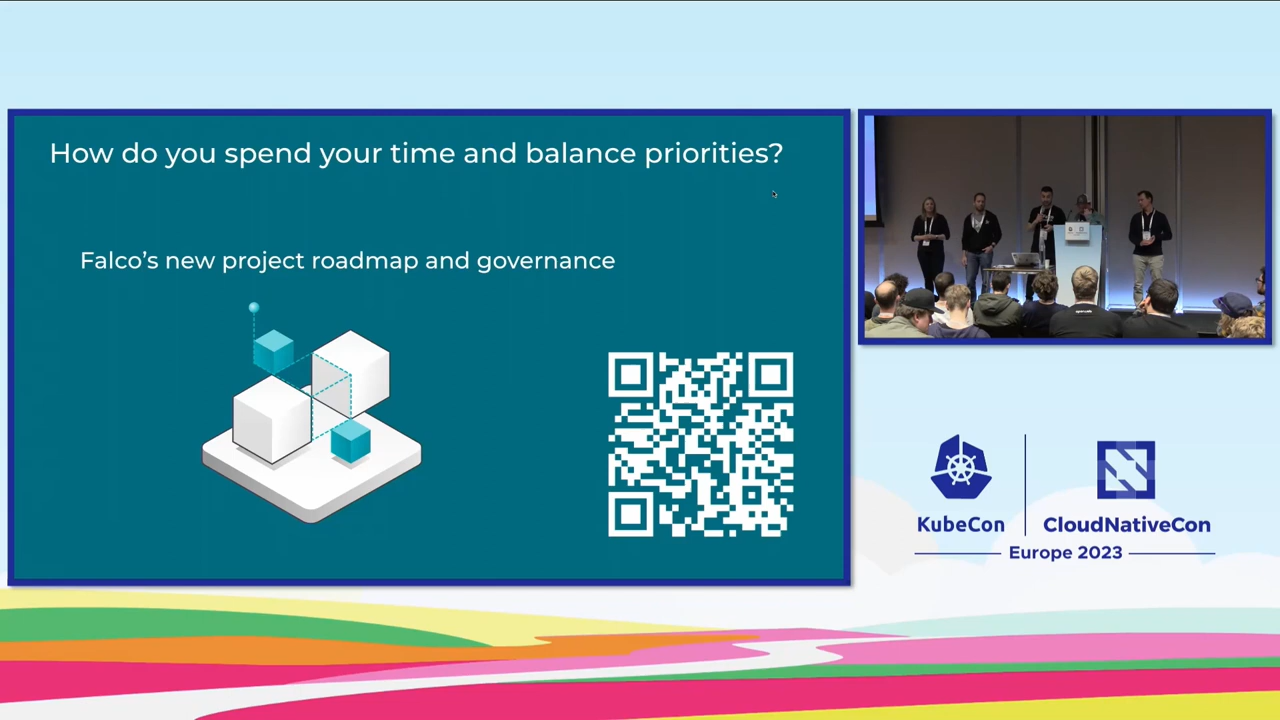 How do you spend your time and balance priorities?
Falco's new project roadmap and governance
KubeCon
CloudNativeCon
Europe 2023